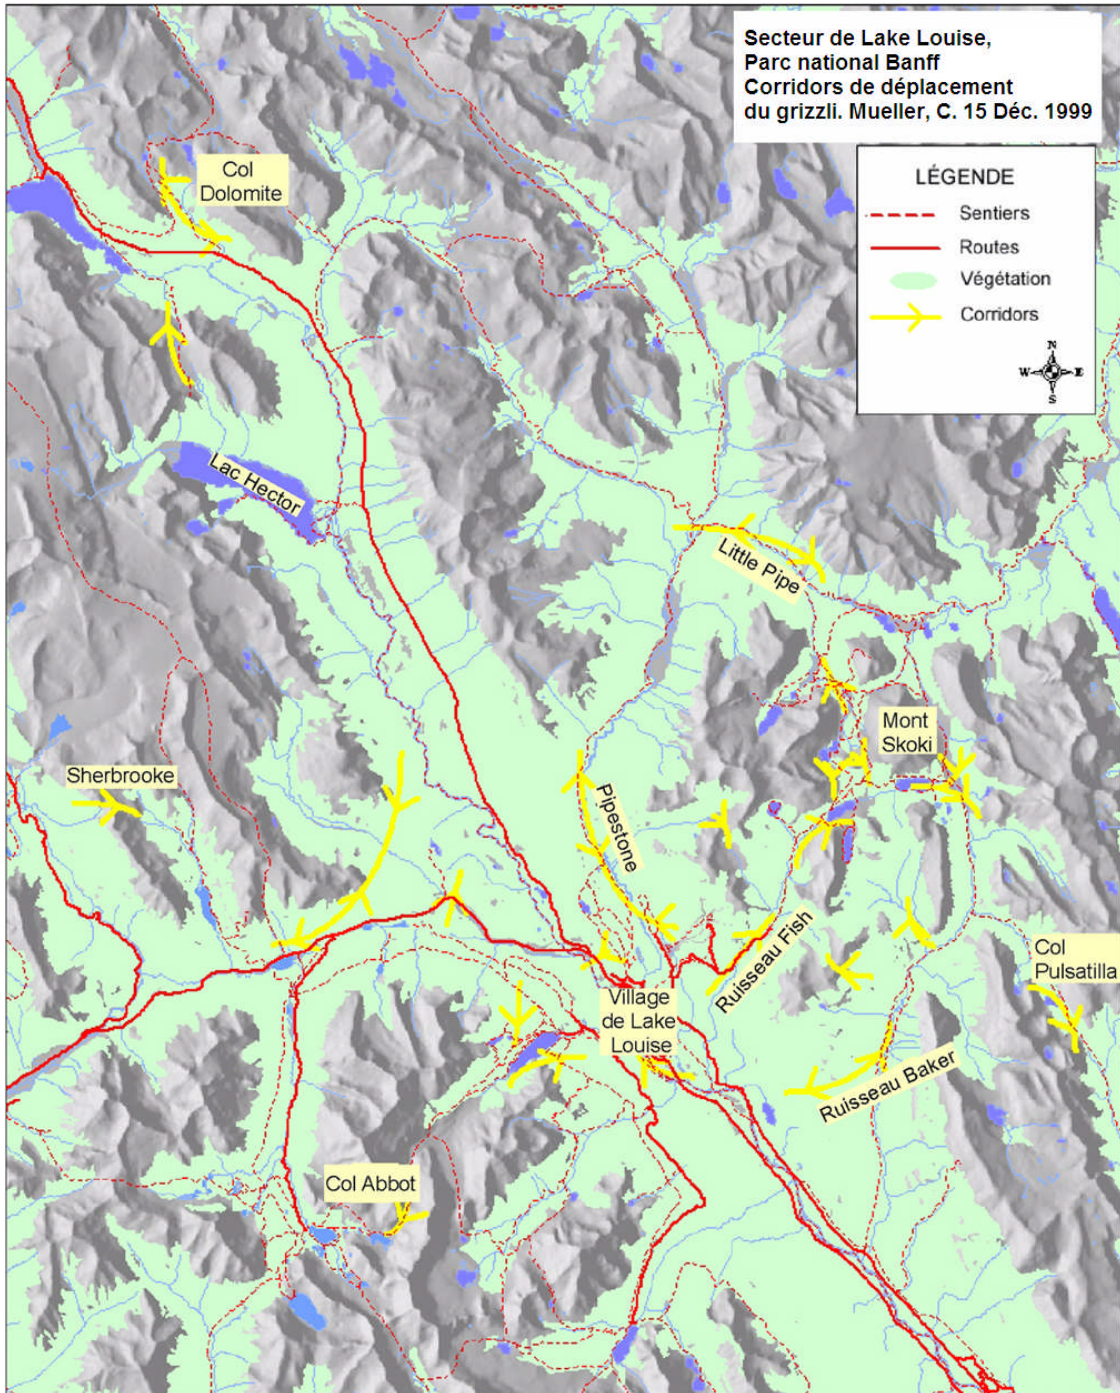 Secteur de Lake Louise,
Parc national Banff
Corridors de déplacement
du grizzli. Mueller, C. 15 Déc. 1999
LÉGENDE
Sentiers
Routes
Végétation
Corridors
N
W
E
S
Col
Dolomite
Lac Hector
Little Pipe
Mont
Skoki
Sherbrooke
Pipestone
Ruisseau Fish
Col
Pulsatilla
Village
de Lake
Louise
Ruisseau Baker
Col Abbot